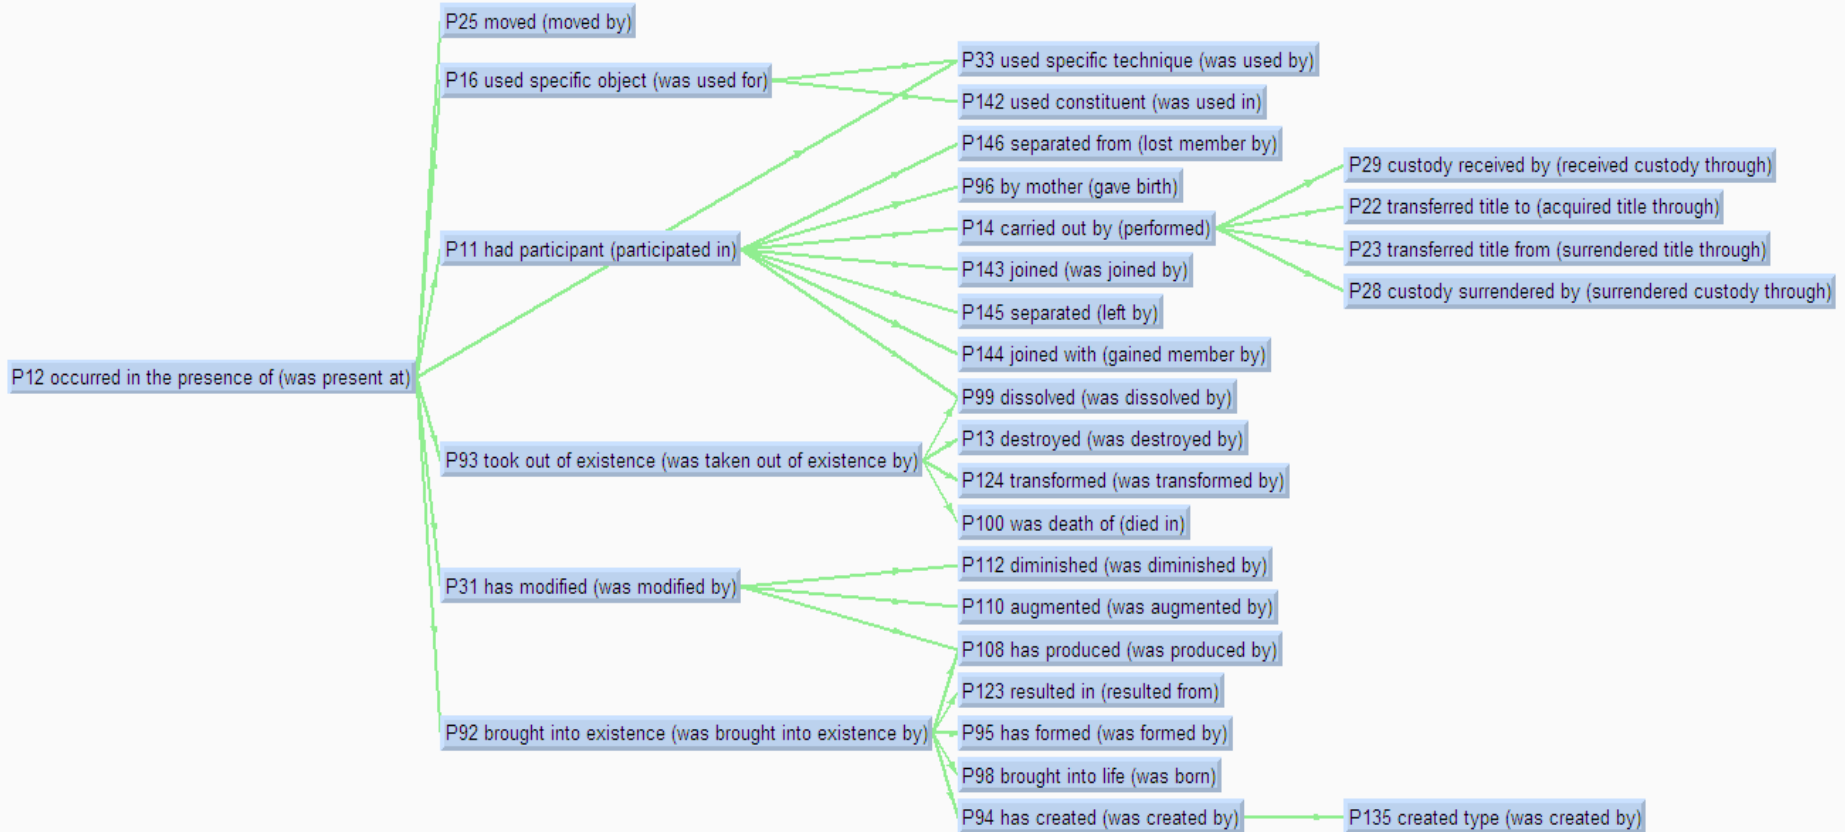 P25 moved (moved by)
P33 used specific technique (was used by)
P16 used specific object (was used for)
P142 used constituent (was used in)
P146 separated from (lost member by)
P29 custody received by (received custody through)
P96 by mother (gave birth)
P22 transferred title to (acquired title through)
P14 carried out by (performed)
P11 had participant (participated in)
P23 transferred title from (surrendered title through)
P143 joined (was joined by)
P28 custody surrendered by (surrendered custody through)
P145 separated (left by)
P144 joined with (gained member by)
P12 occurred in the presence of (was present at)
P99 dissolved (was dissolved by)
P13 destroyed (was destroyed by)
P93 took out of existence (was taken out of existence by)
P124 transformed (was transformed by)
P100 was death of (died in)
P112 diminished (was diminished by)
P31 has modified (was modified by)
P110 augmented (was augmented by)
P108 has produced (was produced by)
P123 resulted in (resulted from)
P92 brought into existence (was brought into existence by)
P95 has formed (was formed by)
P98 brought into life (was born)
P94 has created (was created by)
P135 created type (was created by)